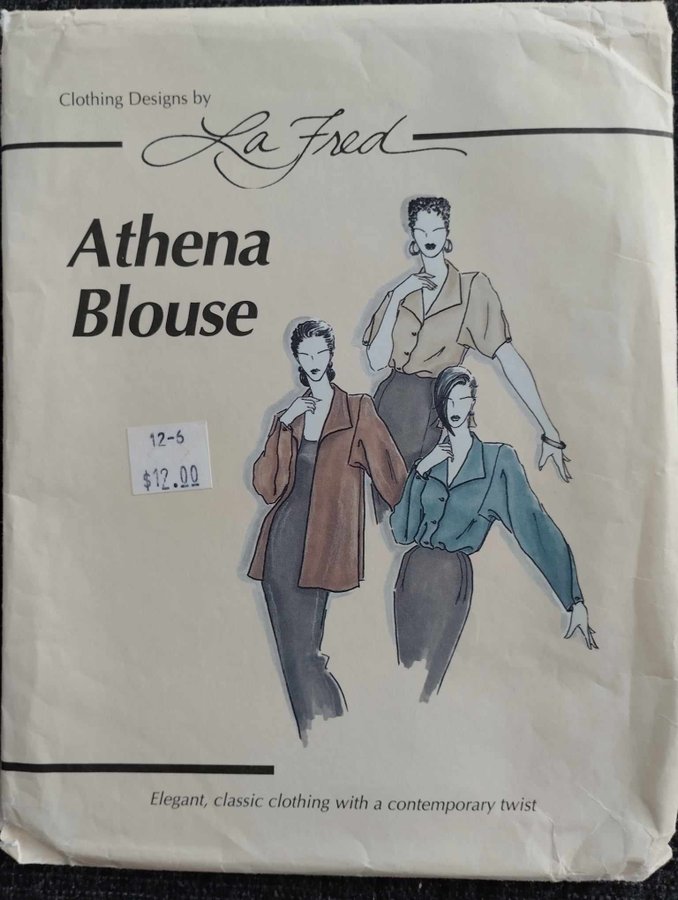 Clothing Designs by
La Fred
Athena
Blouse
12-6
$12.00
Elegant, classic clothing with a contemporary twist